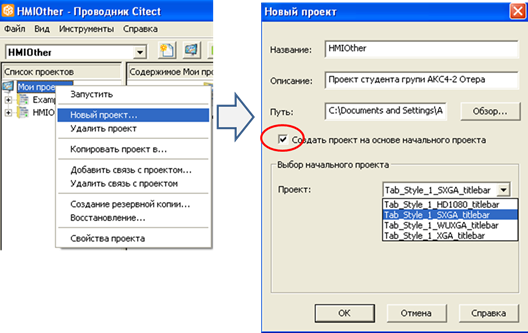 HMIOther - Проводник Citect
Файл Вид Инструменты Справка
HMIOther
Список проектов Содержимое Мои про
Мои прое
Examp
HMIO
Запустить
Новый проект...
Удалить проект
Копировать проект в...
Добавить связь с проектом...
Удалить связь с проектом
Создание резервной копии...
Восстановление...
Свойства проекта
Новый проект
Название: HMIOther
Описание: Проект студента групи АКС4-2 Отера
Путь: C:\Documents and Settings\A Обзор...
Создать проект на основе начального проекта
Выбор начального проекта
Проект: Tab_Style_1_SXGA_titlebar
Tab_Style_1_HD1080_titlebar
Tab_Style_1_SXGA_titlebar
Tab_Style_1_WUXGA_titlebar
Tab_Style_1_XGA_titlebar
OK Отмена Справка